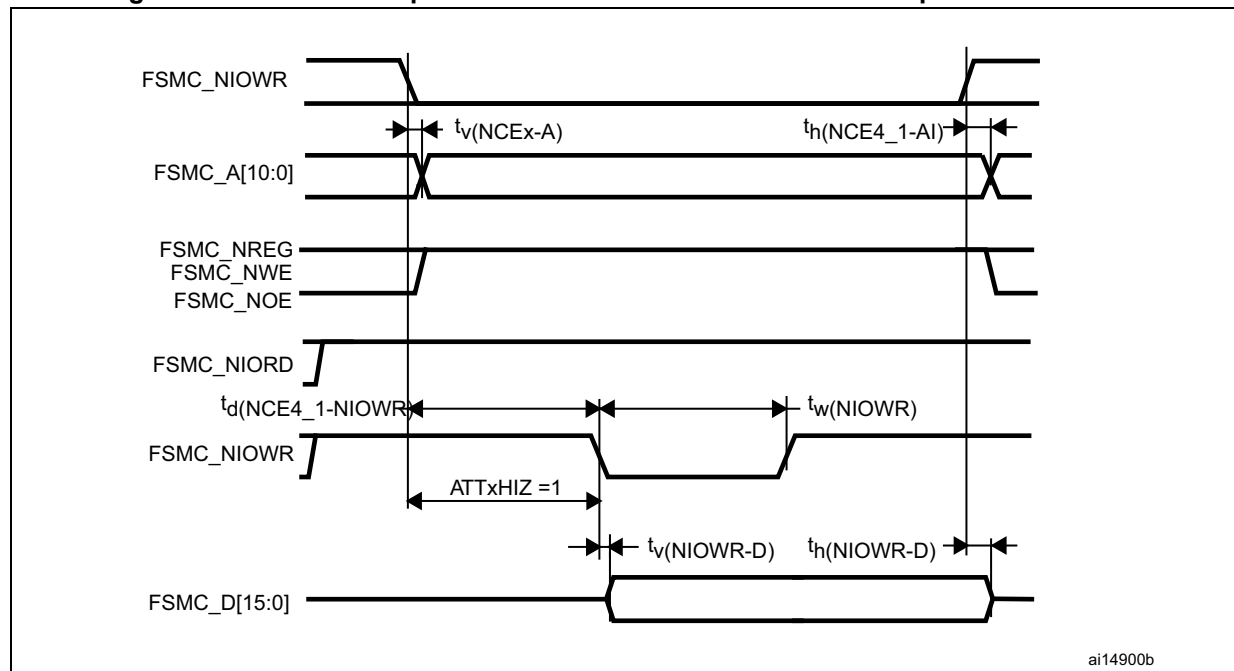 FSMC_NIOWR
tv(NCEx-A)
th(NCE4_1-AI)
FSMC_A[10:0]
FSMC_NREG
FSMC_NWE
FSMC_NOE
FSMC_NIORD
td(NCE4_1-NIOWR)
tw(NIOWR)
FSMC_NIOWR
ATTxHIZ =1
tv(NIOWR-D)
th(NIOWR-D)
FSMC_D[15:0]
ai14900b